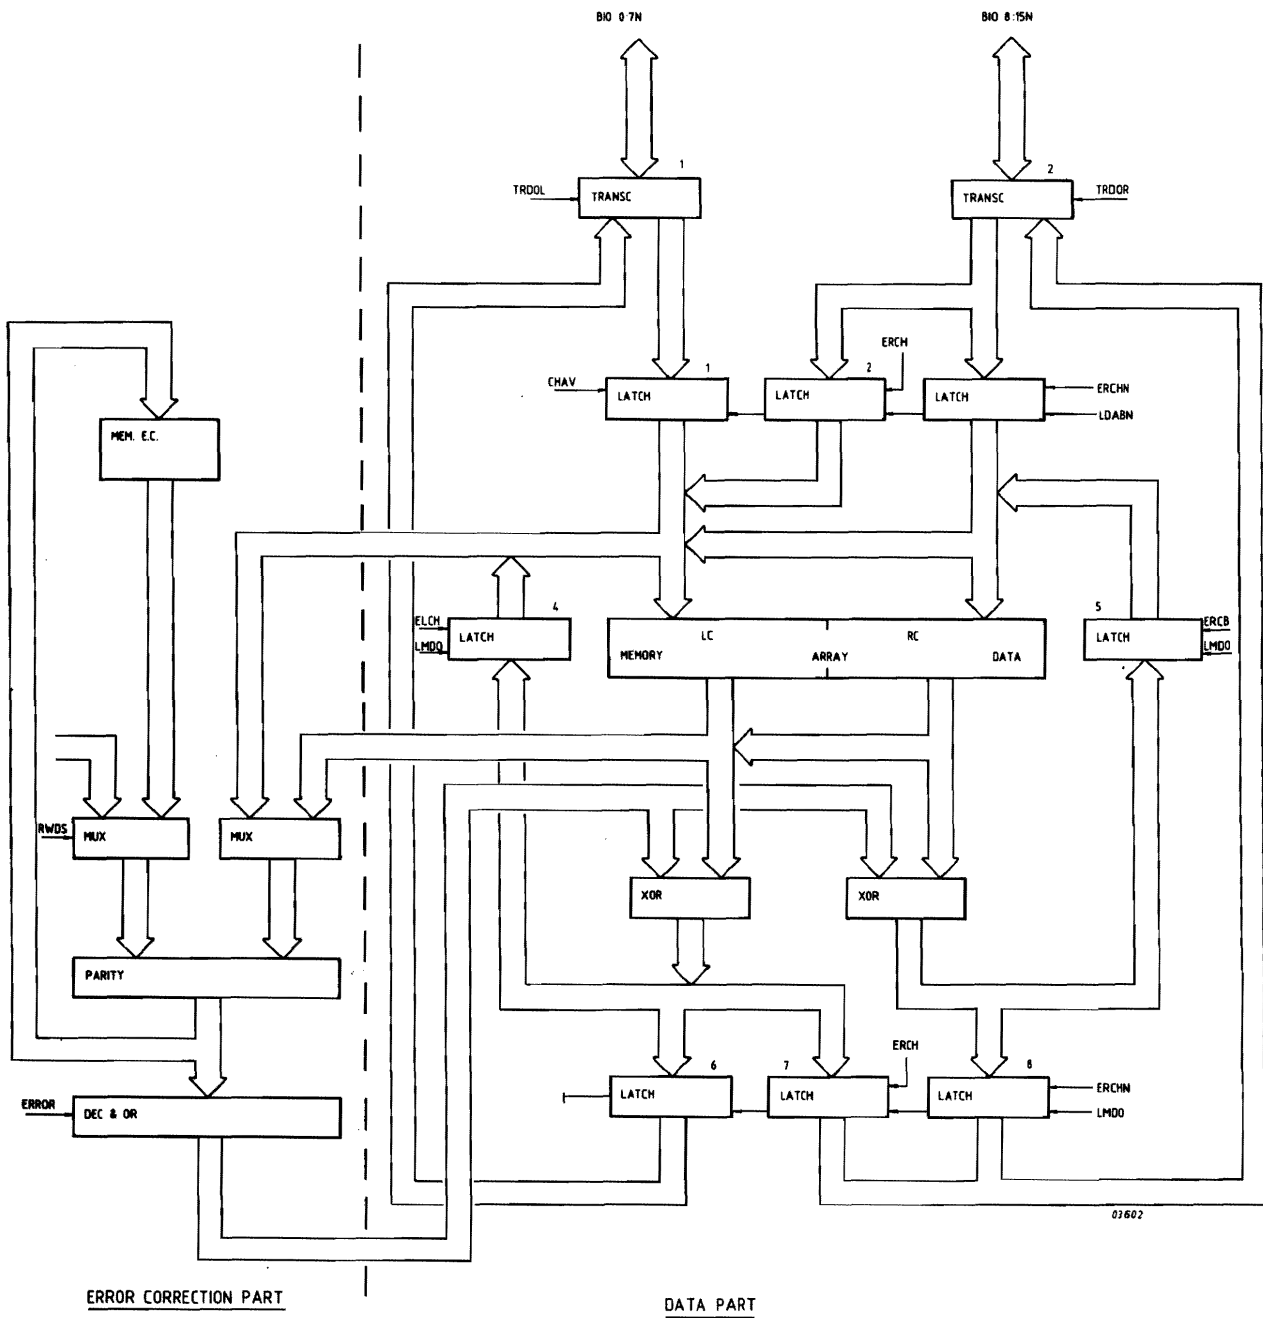 BIO 0:7N
BIO 8:15N
1
2
TRDOL
TRANSC
TRANSC
TRDOR
ERCH
1
2
CHAV
LATCH
LATCH
LATCH
ERCHN
LDABN
MEM. E.C.
4
5
ELCH
LMDO
LATCH
LC
RC
MEMORY
ARRAY
DATA
LATCH
ERCB
LMDO
RWDS
MUX
MUX
XOR
XOR
PARITY
ERCH
6
7
8
LATCH
LATCH
LATCH
ERCHN
LMDO
ERROR
DEC & OR
03602
ERROR CORRECTION PART
DATA PART